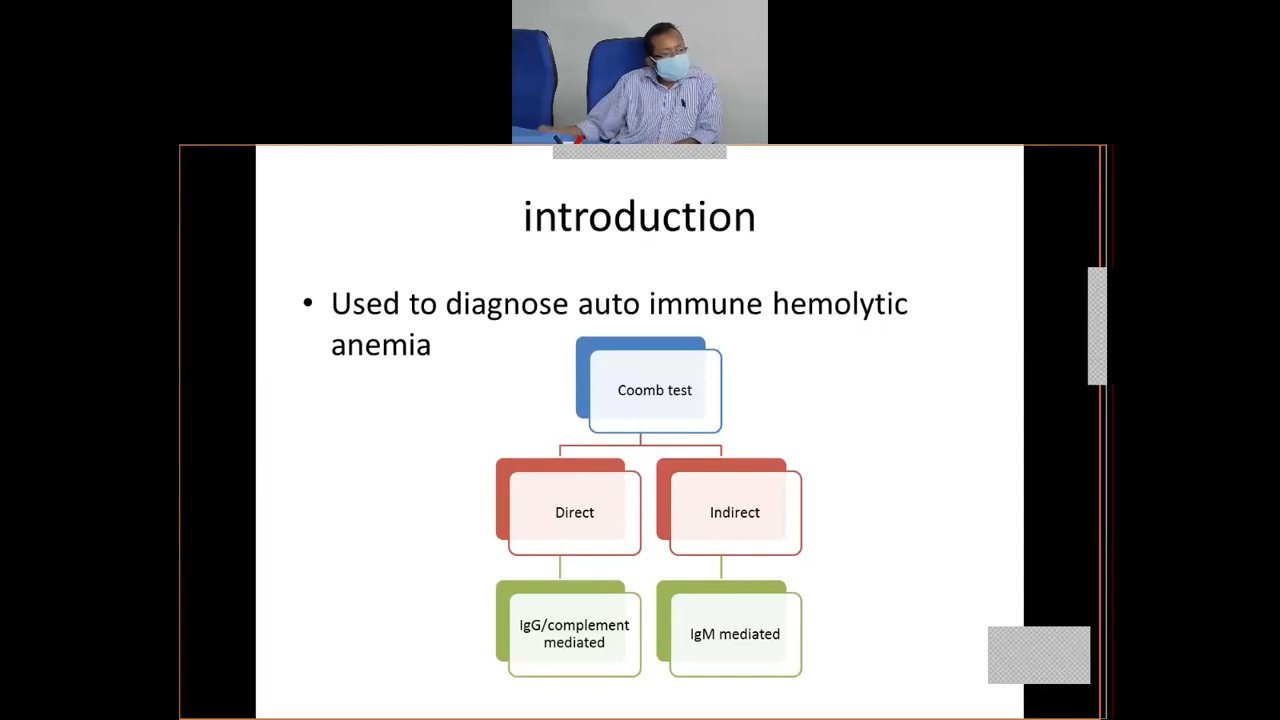 introduction
• Used to diagnose auto immune hemolytic
anemia
Coomb test
Direct
Indirect
IgG/complement
mediated
IgM mediated